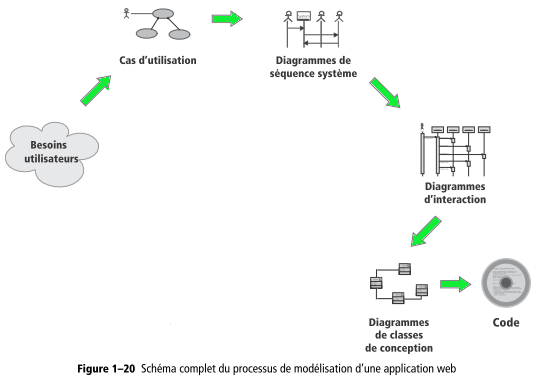 Cas d'utilisation
Diagrammes de
séquence système
Besoins
utilisateurs
Diagrammes
d'interaction
Diagrammes
de classes
de conception
Code
Figure 1–20 Schéma complet du processus de modélisation d'une application web